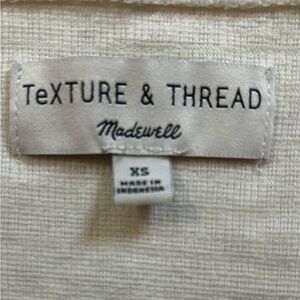 TeXTURE & THREAD
Madewell
XS
MADE IN
INDONESIA